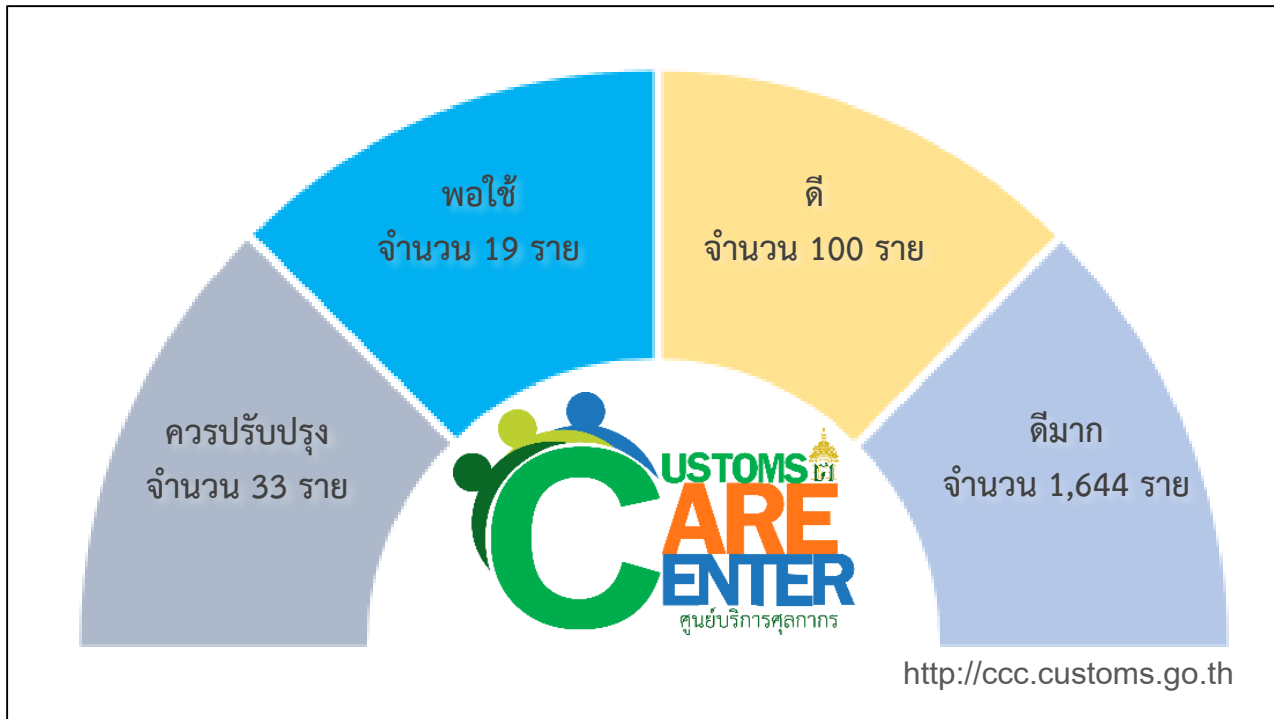 พอใช้
จำนวน 19 ราย
ดี
จำนวน 100 ราย
ควรปรับปรุง
จำนวน 33 ราย
ดีมาก
จำนวน 1,644 ราย
CUSTOMS
CARE
CENTER
ศูนย์บริการศุลกากร
http://ccc.customs.go.th